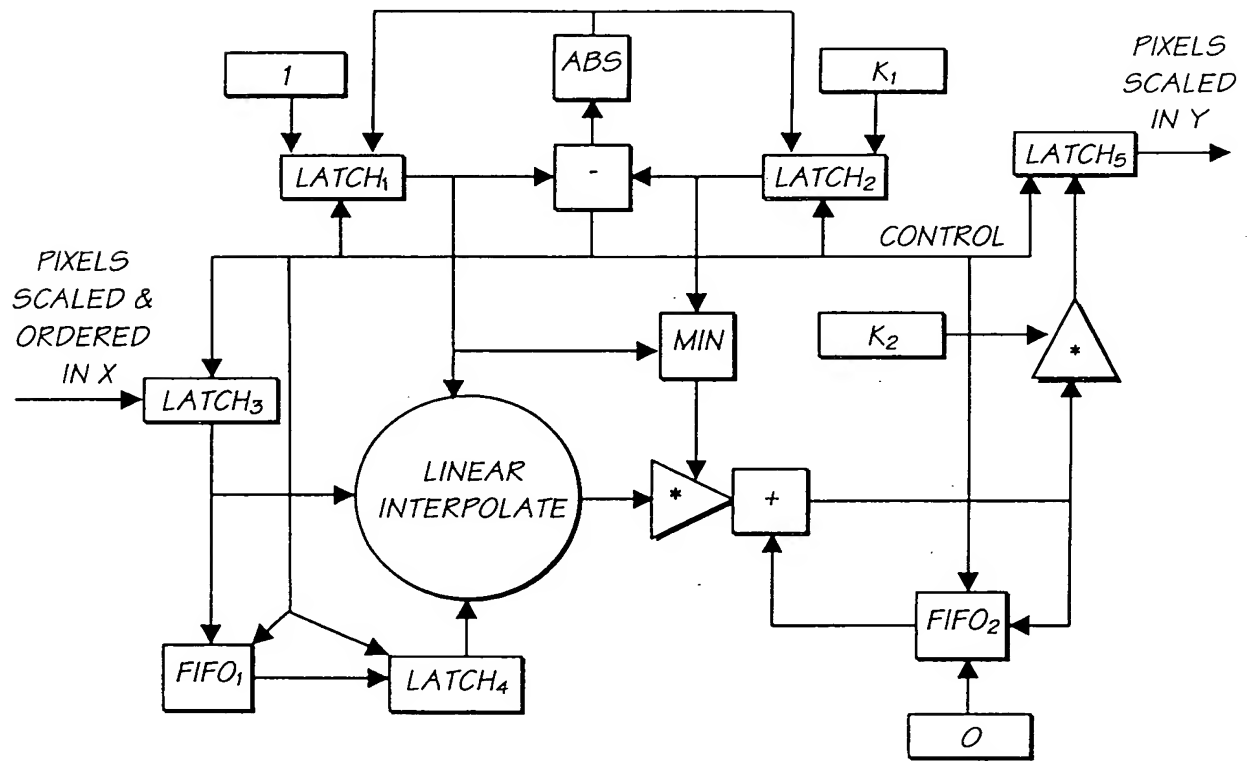 PIXELS
SCALED
IN Y
ABS
1
K₁
LATCH₁
-
LATCH₂
LATCH₅
CONTROL
PIXELS
SCALED &
ORDERED
IN X
MIN
K₂
*
LATCH₃
LINEAR
INTERPOLATE
*
+
FIFO₁
LATCH₄
FIFO₂
0